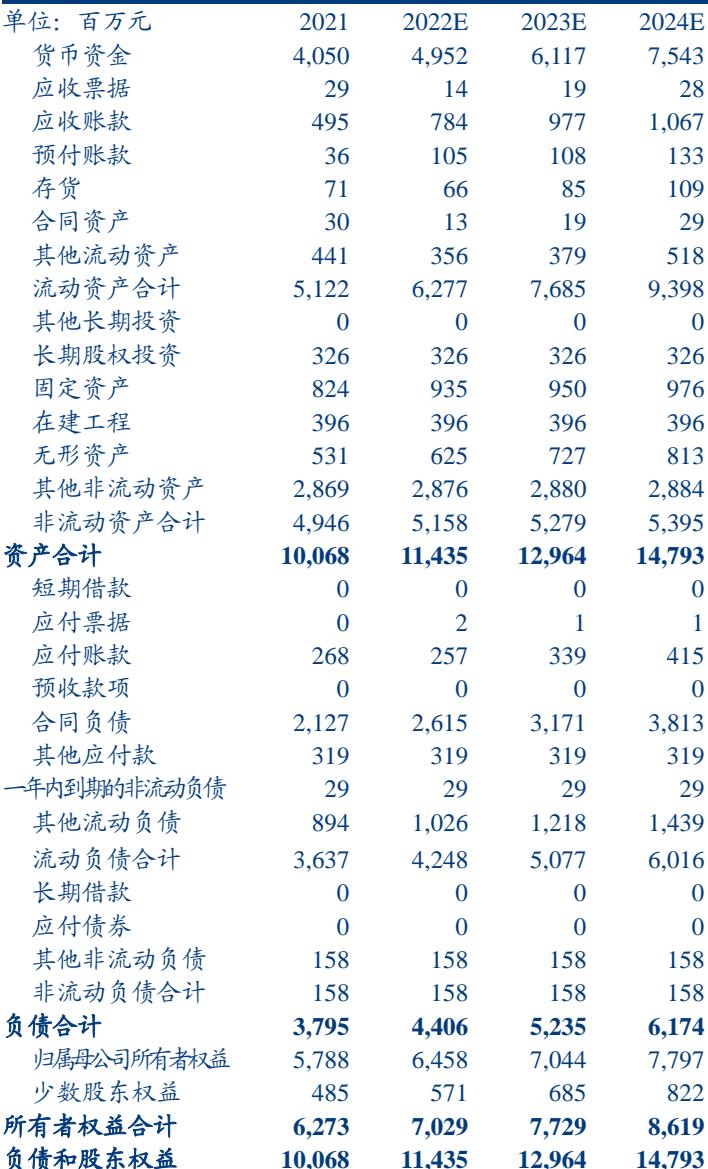 单位：百万元 2021 2022E 2023E 2024E
货币资金 4,050 4,952 6,117 7,543
应收票据 29 14 19 28
应收账款 495 784 977 1,067
预付账款 36 105 108 133
存货 71 66 85 109
合同资产 30 13 19 29
其他流动资产 441 356 379 518
流动资产合计 5,122 6,277 7,685 9,398
其他长期投资 0 0 0 0
长期股权投资 326 326 326 326
固定资产 824 935 950 976
在建工程 396 396 396 396
无形资产 531 625 727 813
其他非流动资产 2,869 2,876 2,880 2,884
非流动资产合计 4,946 5,158 5,279 5,395
资产合计 10,068 11,435 12,964 14,793
短期借款 0 0 0 0
应付票据 0 2 1 1
应付账款 268 257 339 415
预收款项 0 0 0 0
合同负债 2,127 2,615 3,171 3,813
其他应付款 319 319 319 319
一年内到期的非流动负债 29 29 29 29
其他流动负债 894 1,026 1,218 1,439
流动负债合计 3,637 4,248 5,077 6,016
长期借款 0 0 0 0
应付债券 0 0 0 0
其他非流动负债 158 158 158 158
非流动负债合计 158 158 158 158
负债合计 3,795 4,406 5,235 6,174
归属母公司所有者权益 5,788 6,458 7,044 7,797
少数股东权益 485 571 685 822
所有者权益合计 6,273 7,029 7,729 8,619
负债和股东权益 10,068 11,435 12,964 14,793